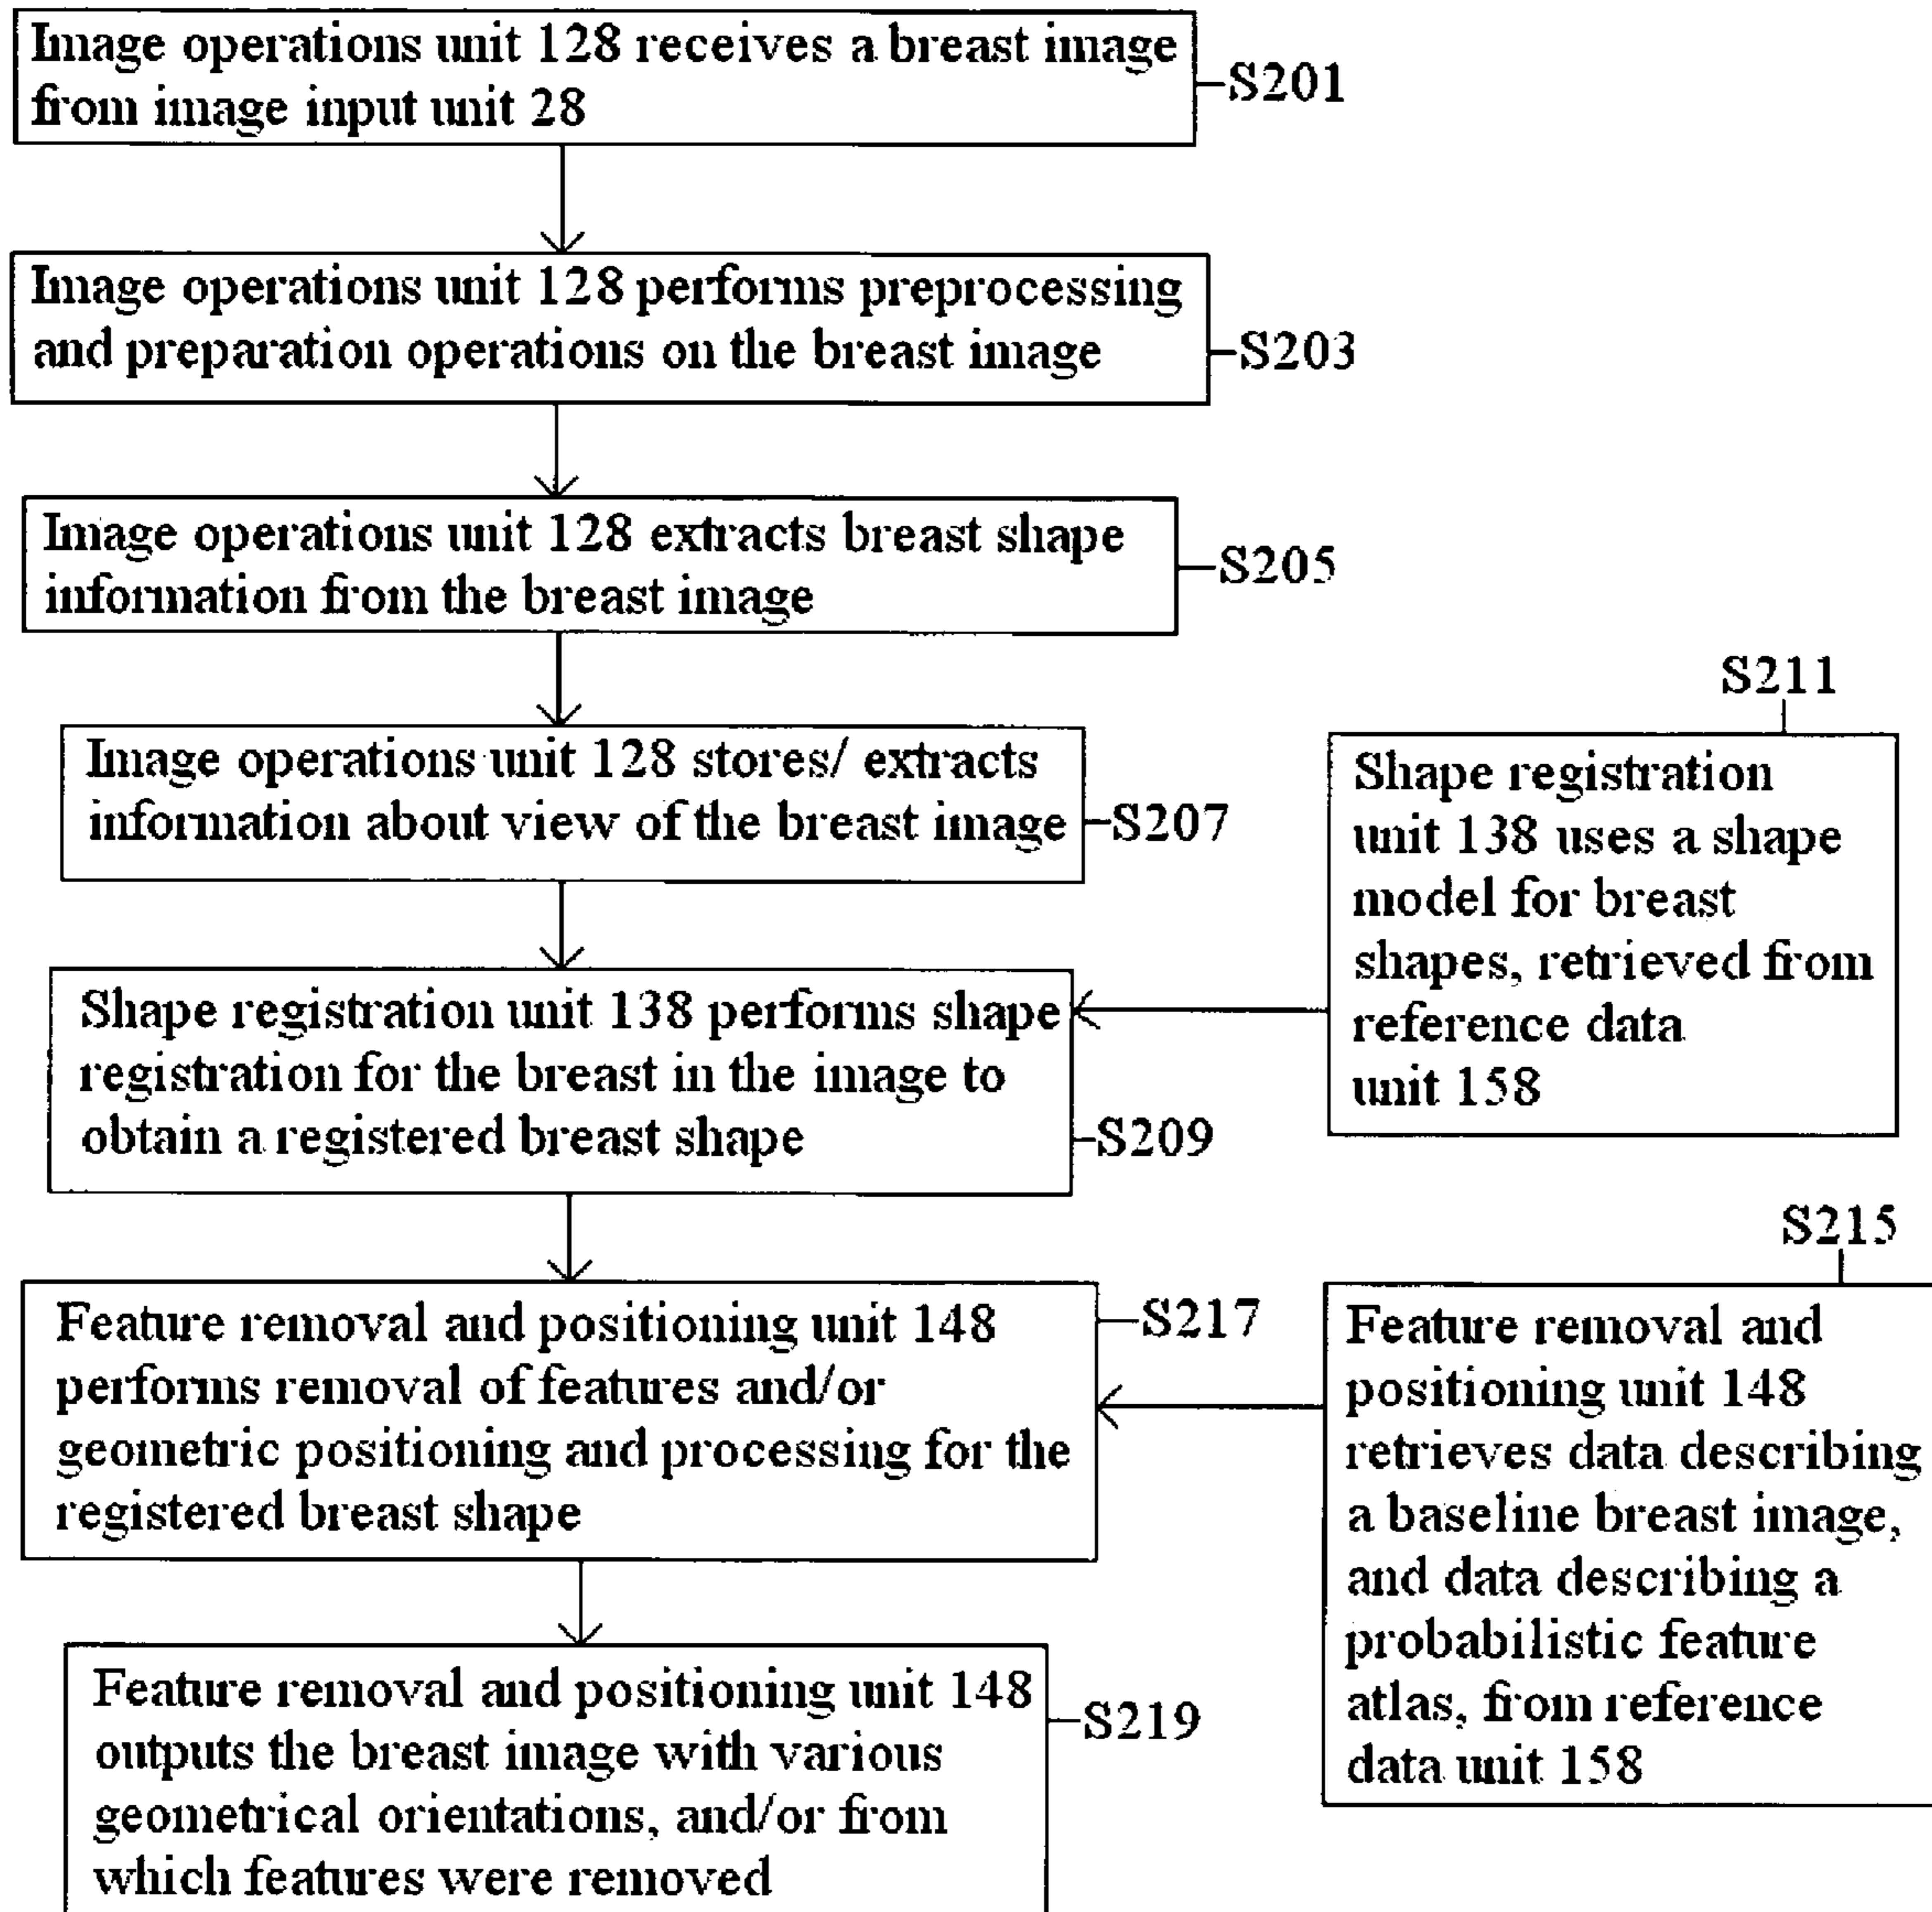 Image operations unit 128 receives a breast image
from image input unit 28
S201
Image operations unit 128 performs preprocessing
and preparation operations on the breast image
S203
Image operations unit 128 extracts breast shape
information from the breast image
S205
Image operations unit 128 stores/ extracts
information about view of the breast image
S207
S211
Shape registration
unit 138 uses a shape
model for breast
shapes, retrieved from
reference data
unit 158
Shape registration unit 138 performs shape
registration for the breast in the image to
obtain a registered breast shape
S209
S215
Feature removal and
positioning unit 148
retrieves data describing
a baseline breast image,
and data describing a
probabilistic feature
atlas, from reference
data unit 158
Feature removal and positioning unit 148
performs removal of features and/or
geometric positioning and processing for the
registered breast shape
S217
Feature removal and positioning unit 148
outputs the breast image with various
geometrical orientations, and/or from
which features were removed
S219